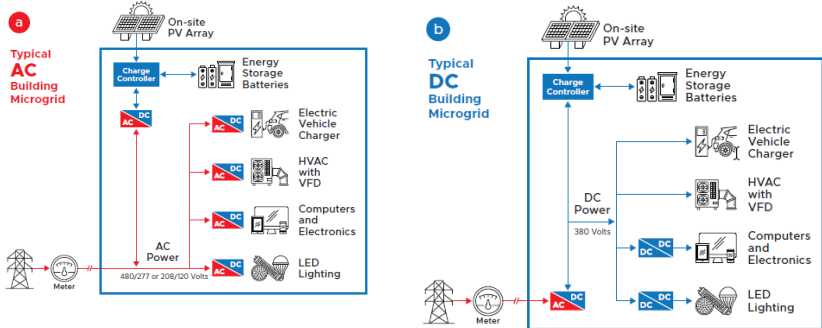 a
Typical
AC
Building
Microgrid
On-site
PV Array
Charge
Controller
Energy
Storage
Batteries
DC
AC
DC
AC
Electric
Vehicle
Charger
DC
AC
HVAC
with
VFD
DC
AC
Computers
and
Electronics
AC
Power
480/277 or 208/120 Volts
DC
AC
LED
Lighting
Meter
b
Typical
DC
Building
Microgrid
On-site
PV Array
Charge
Controller
Energy
Storage
Batteries
Electric
Vehicle
Charger
HVAC
with
VFD
DC
Power
380 Volts
DC
DC
Computers
and
Electronics
DC
AC
DC
DC
LED
Lighting
Meter